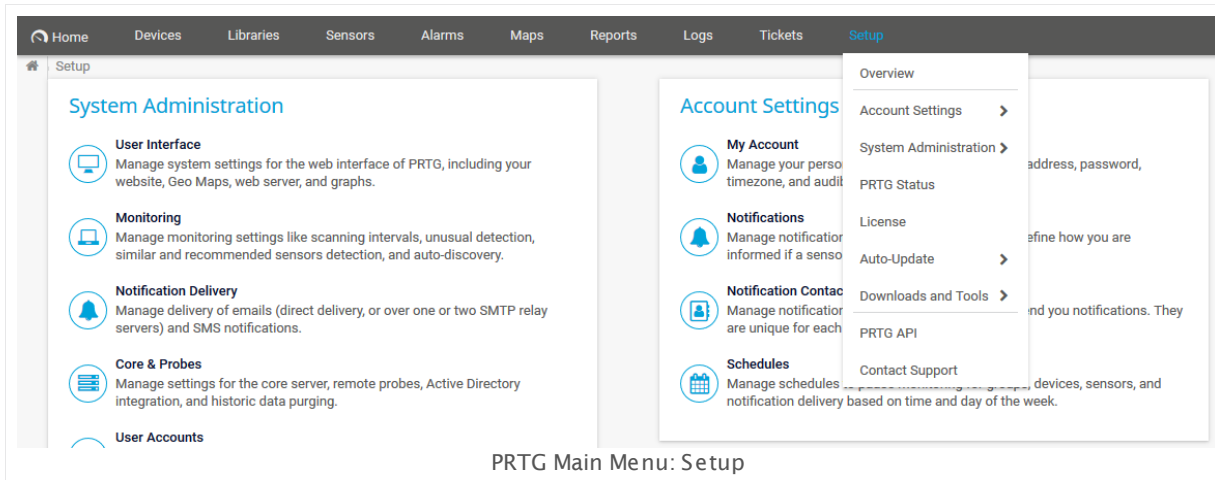 Home Devices Libraries Sensors Alarms Maps Reports Logs Tickets Setup
Setup
System Administration
User Interface
Manage system settings for the web interface of PRTG, including your
website, Geo Maps, web server, and graphs.
Monitoring
Manage monitoring settings like scanning intervals, unusual detection,
similar and recommended sensors detection, and auto-discovery.
Notification Delivery
Manage delivery of emails (direct delivery, or over one or two SMTP relay
servers) and SMS notifications.
Core & Probes
Manage settings for the core server, remote probes, Active Directory
integration, and historic data purging.
User Accounts
Account Settings
My Account
Manage your perso address, password,
timezone, and audib
Notifications
Manage notification efine how you are
informed if a senso
Notification Contac
Manage notification end you notifications. They
are unique for each
Schedules
Manage schedules to pause monitoring for groups, devices, sensors, and
notification delivery based on time and day of the week.
Overview
Account Settings
System Administration
PRTG Status
License
Auto-Update
Downloads and Tools
PRTG API
Contact Support
PRTG Main Menu: Setup